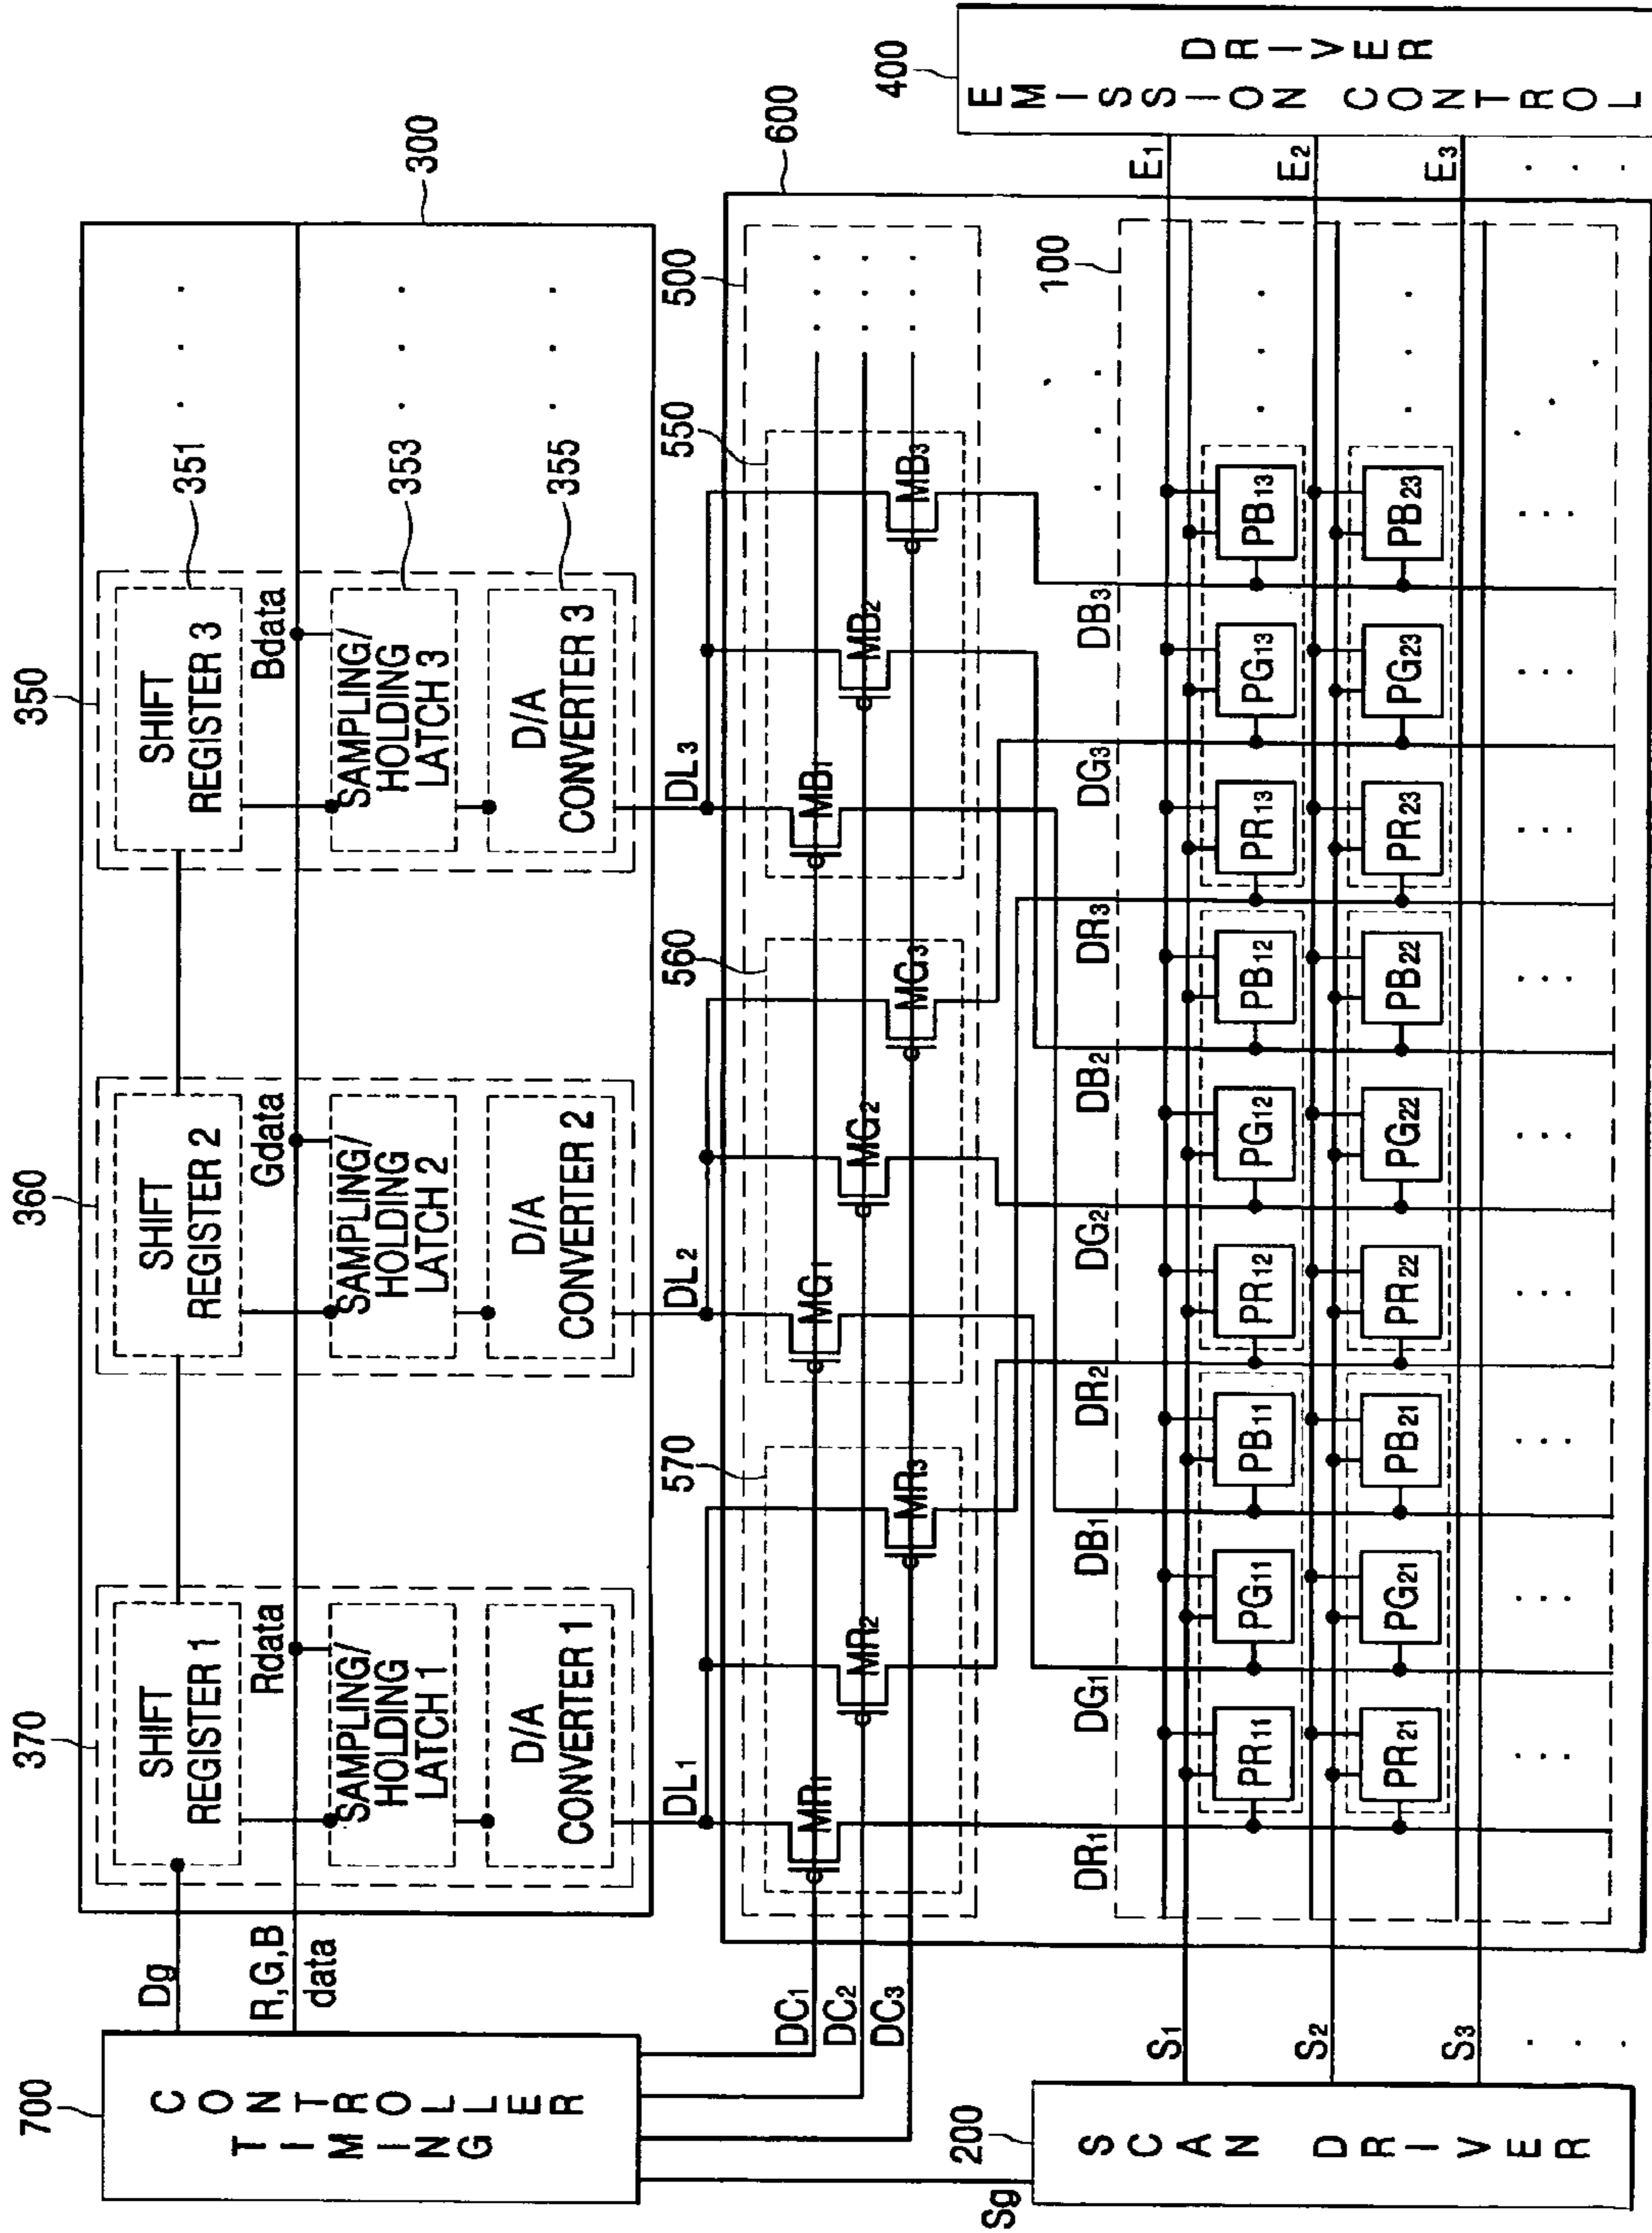 700
TIMING
CONTROLLER
Dg
R,G,B
data
DC1
DC2
DC3
Sg
200
SCAN DRIVER
S1
S2
S3
300
370
SHIFT
REGISTER 1
Rdata
SAMPLING/
HOLDING
LATCH 1
D/A
CONVERTER 1
360
SHIFT
REGISTER 2
Gdata
SAMPLING/
HOLDING
LATCH 2
D/A
CONVERTER 2
350
SHIFT
REGISTER 3
Bdata
SAMPLING/
HOLDING
LATCH 3
D/A
CONVERTER 3
351
353
355
DL1
DL2
DL3
600
500
570
MR1
MR2
MR3
560
MG1
MG2
MG3
550
MB1
MB2
MB3
DR1
DG1
DB1
DR2
DG2
DB2
DR3
DG3
DB3
100
PR11
PG11
PB11
PR12
PG12
PB12
PR13
PG13
PB13
PR21
PG21
PB21
PR22
PG22
PB22
PR23
PG23
PB23
E1
E2
E3
400
EMISSION CONTROL
DRIVER